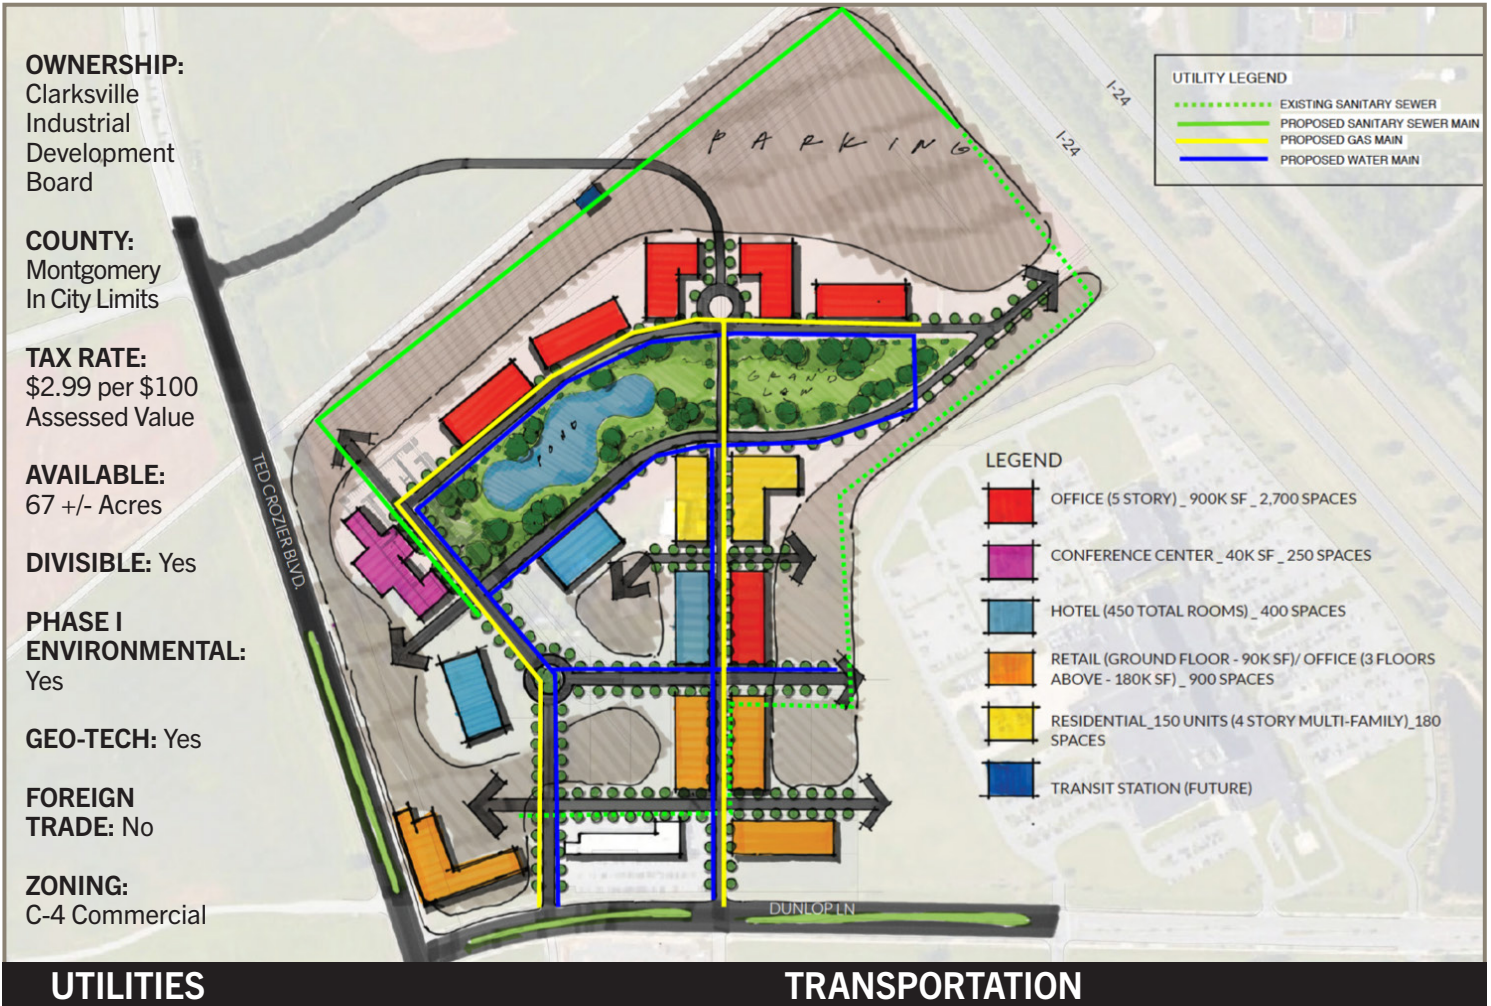 OWNERSHIP:
Clarksville
Industrial
Development
Board
COUNTY:
Montgomery
In City Limits
TAX RATE:
$2.99 per $100
Assessed Value
AVAILABLE:
67 +/- Acres
DIVISIBLE: Yes
PHASE I
ENVIRONMENTAL:
Yes
GEO-TECH: Yes
FOREIGN
TRADE: No
ZONING:
C-4 Commercial
I-24
I-24
UTILITY LEGEND
EXISTING SANITARY SEWER
PROPOSED SANITARY SEWER MAIN
PROPOSED GAS MAIN
PROPOSED WATER MAIN
PARKING
GRAND
POND
TED CROZIER BLVD.
DUNLOP LN
LEGEND
OFFICE (5 STORY)_ 900K SF_ 2,700 SPACES
CONFERENCE CENTER_ 40K SF_ 250 SPACES
HOTEL (450 TOTAL ROOMS)_ 400 SPACES
RETAIL (GROUND FLOOR - 90K SF)/ OFFICE (3 FLOORS
ABOVE - 180K SF)_ 900 SPACES
RESIDENTIAL_150 UNITS (4 STORY MULTI-FAMILY)_180
SPACES
TRANSIT STATION (FUTURE)
UTILITIES
TRANSPORTATION